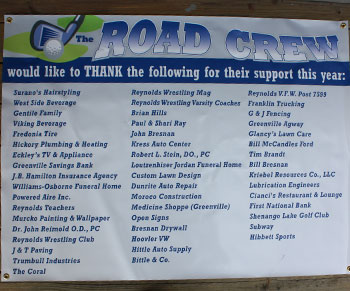 The ROAD CREW
would like to THANK the following for their support this year:
Surano's Hairstyling
West Side Beverage
Gentile Family
Viking Beverage
Fredonia Tire
Hickory Plumbing & Heating
Eckley's TV & Appliance
Greenville Savings Bank
J.B. Hamilton Insurance Agency
Williams-Osborne Funeral Home
Powered Aire Inc.
Reynolds Teachers
Murcko Painting & Wallpaper
Dr. John Reimold O.D., PC
Reynolds Wrestling Club
J & T Paving
Trumbull Industries
The Coral
Reynolds Wrestling Mag
Reynolds Wrestling Varsity Coaches
Brian Hills
Paul & Shari Ray
John Bresnan
Kress Auto Center
Robert L. Stein, DO, PC
Loutzenhizer Jordan Funeral Home
Custom Lawn Design
Dunrite Auto Repair
Moroco Construction
Medicine Shoppe (Greenville)
Open Signs
Bresnan Drywall
Hoovler VW
Hittle Auto Supply
Bittle & Co.
Reynolds V.F.W. Post 7599
Franklin Trucking
G & J Fencing
Greenville Agway
Glancy's Lawn Care
Bill McCandles Ford
Tim Brandt
Bill Bresnan
Kriebel Resources Co., LLC
Lubrication Engineers
Cianci's Restaurant & Lounge
First National Bank
Shenango Lake Golf Club
Subway
Hibbett Sports